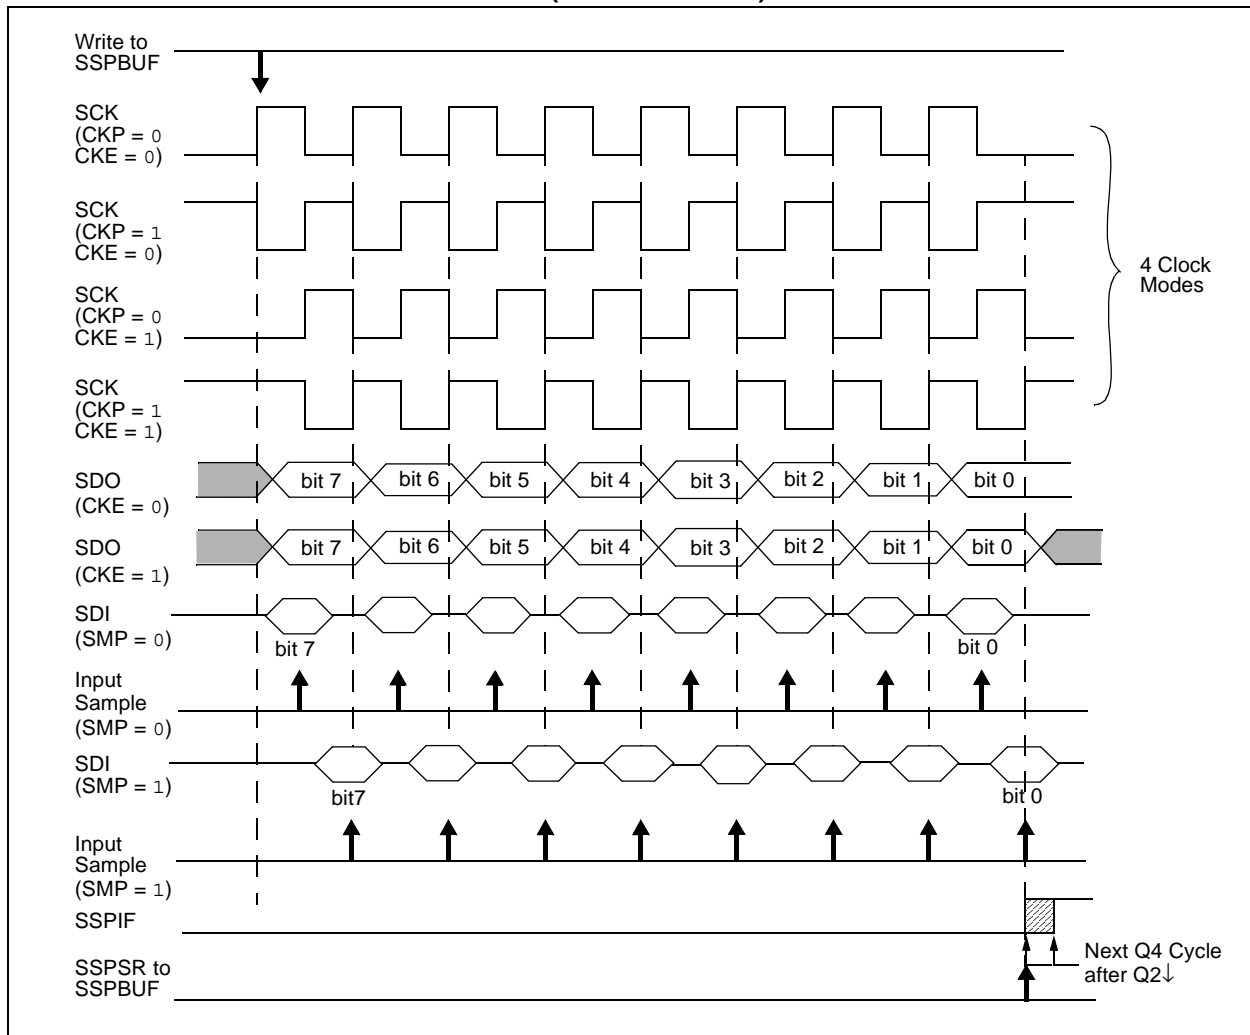 Write to
SSPBUF
SCK
(CKP = 0
CKE = 0)
SCK
(CKP = 1
CKE = 0)
4 Clock
Modes
SCK
(CKP = 0
CKE = 1)
SCK
(CKP = 1
CKE = 1)
SDO
(CKE = 0)
bit 7 bit 6 bit 5 bit 4 bit 3 bit 2 bit 1 bit 0
SDO
(CKE = 1)
bit 7 bit 6 bit 5 bit 4 bit 3 bit 2 bit 1 bit 0
SDI
(SMP = 0)
bit 7 bit 0
Input
Sample
(SMP = 0)
SDI
(SMP = 1)
bit7 bit 0
Input
Sample
(SMP = 1)
SSPIF
Next Q4 Cycle
after Q2↓
SSPSR to
SSPBUF